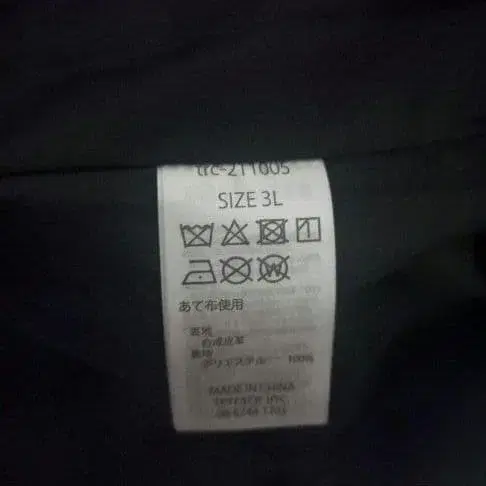 trc-211005
SIZE 3L
あて布使用
表地
合成皮革
裏地
ポリエステル 100%
MADE IN CHINA